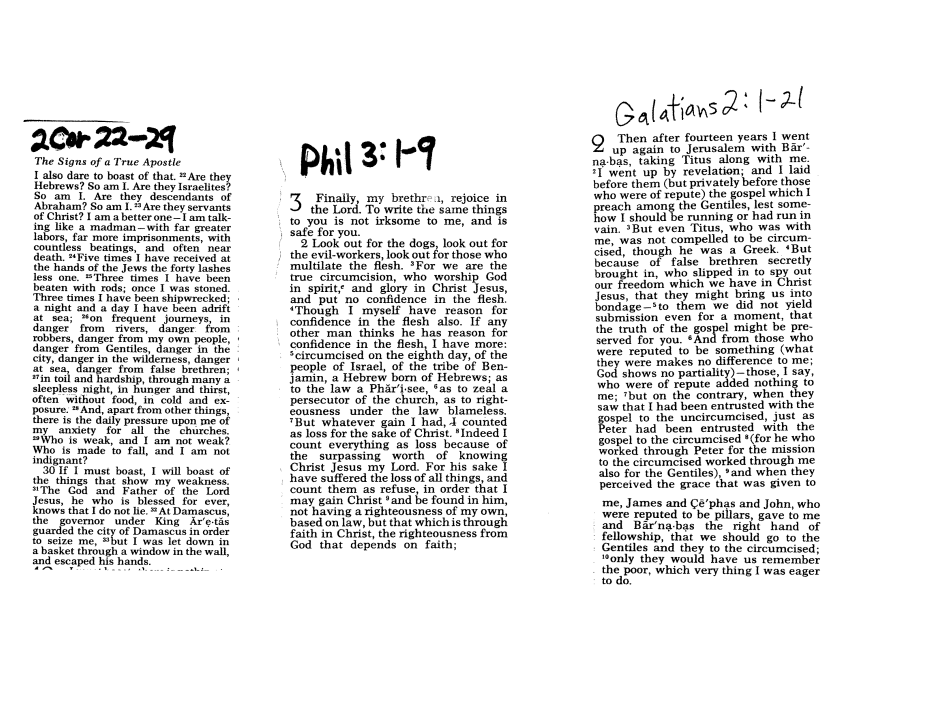 2Cor 22-29
The Signs of a True Apostle
I also dare to boast of that. ²²Are they
Hebrews? So am I. Are they Israelites?
So am I. Are they descendants of
Abraham? So am I. ²³Are they servants
of Christ? I am a better one—I am talk-
ing like a madman—with far greater
labors, far more imprisonments, with
countless beatings, and often near
death. ²⁴Five times I have received at
the hands of the Jews the forty lashes
less one. ²⁵Three times I have been
beaten with rods; once I was stoned.
Three times I have been shipwrecked;
a night and a day I have been adrift
at sea; ²⁶on frequent journeys, in
danger from rivers, danger from
robbers, danger from my own people,
danger from Gentiles, danger in the
city, danger in the wilderness, danger
at sea, danger from false brethren;
²⁷in toil and hardship, through many a
sleepless night, in hunger and thirst,
often without food, in cold and ex-
posure. ²⁸And, apart from other things,
there is the daily pressure upon me of
my anxiety for all the churches.
²⁹Who is weak, and I am not weak?
Who is made to fall, and I am not
indignant?
30 If I must boast, I will boast of
the things that show my weakness.
³¹The God and Father of the Lord
Jesus, he who is blessed for ever,
knows that I do not lie. ³²At Damascus,
the governor under King Ãr'ẹ-tăs
guarded the city of Damascus in order
to seize me, ³³but I was let down in
a basket through a window in the wall,
and escaped his hands.
Phil 3:1-9
3 Finally, my brethren, rejoice in
the Lord. To write the same things
to you is not irksome to me, and is
safe for you.
2 Look out for the dogs, look out for
the evil-workers, look out for those who
mutilate the flesh. ³For we are the
true circumcision, who worship God
in spirit,ᵉ and glory in Christ Jesus,
and put no confidence in the flesh.
⁴Though I myself have reason for
confidence in the flesh also. If any
other man thinks he has reason for
confidence in the flesh, I have more:
⁵circumcised on the eighth day, of the
people of Israel, of the tribe of Ben-
jamin, a Hebrew born of Hebrews; as
to the law a Phãr'i-see, ⁶as to zeal a
persecutor of the church, as to right-
eousness under the law blameless.
⁷But whatever gain I had, I counted
as loss for the sake of Christ. ⁸Indeed I
count everything as loss because of
the surpassing worth of knowing
Christ Jesus my Lord. For his sake I
have suffered the loss of all things, and
count them as refuse, in order that I
may gain Christ ⁹and be found in him,
not having a righteousness of my own,
based on law, but that which is through
faith in Christ, the righteousness from
God that depends on faith;
Galatians 2:1-21
2 Then after fourteen years I went
up again to Jerusalem with Bär'-
nạ-bas, taking Titus along with me.
²I went up by revelation; and I laid
before them (but privately before those
who were of repute) the gospel which I
preach among the Gentiles, lest some-
how I should be running or had run in
vain. ³But even Titus, who was with
me, was not compelled to be circum-
cised, though he was a Greek. ⁴But
because of false brethren secretly
brought in, who slipped in to spy out
our freedom which we have in Christ
Jesus, that they might bring us into
bondage—⁵to them we did not yield
submission even for a moment, that
the truth of the gospel might be pre-
served for you. ⁶And from those who
were reputed to be something (what
they were makes no difference to me;
God shows no partiality)—those, I say,
who were of repute added nothing to
me; ⁷but on the contrary, when they
saw that I had been entrusted with the
gospel to the uncircumcised, just as
Peter had been entrusted with the
gospel to the circumcised ⁸(for he who
worked through Peter for the mission
to the circumcised worked through me
also for the Gentiles), ⁹and when they
perceived the grace that was given to
me, James and Çē'phas and John, who
were reputed to be pillars, gave to me
and Bär'nạ-bas the right hand of
fellowship, that we should go to the
Gentiles and they to the circumcised;
¹⁰only they would have us remember
the poor, which very thing I was eager
to do.